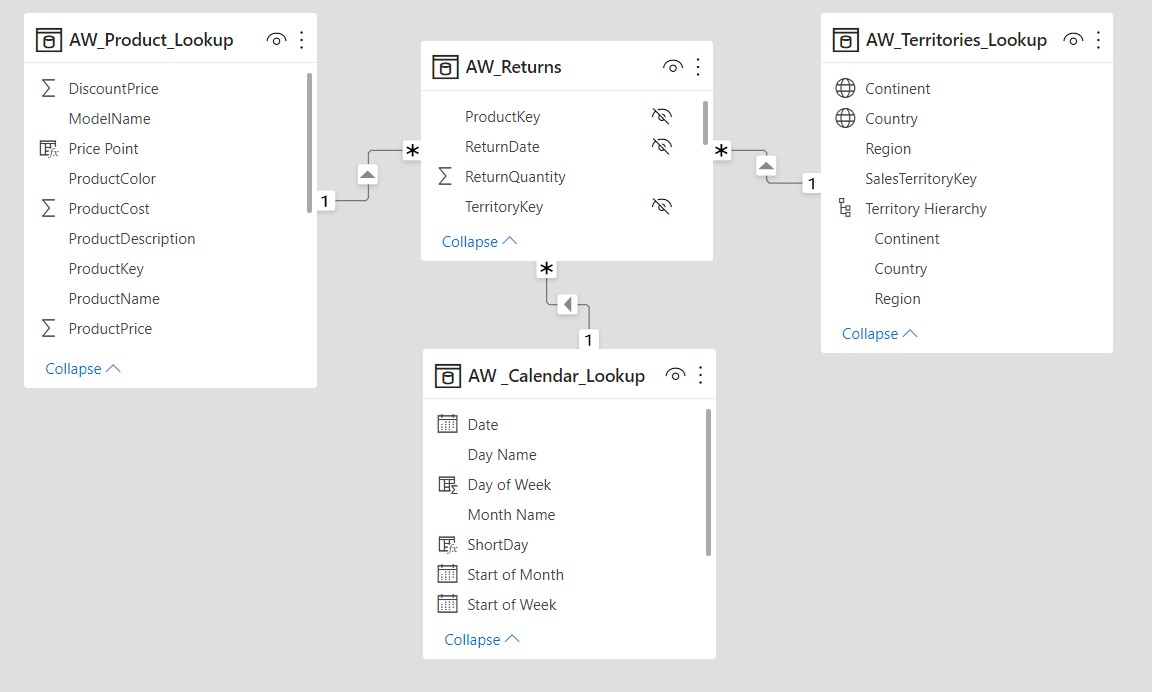 AW_Product_Lookup
DiscountPrice
ModelName
Price Point
ProductColor
ProductCost
ProductDescription
ProductKey
ProductName
ProductPrice
Collapse
1
*
AW_Returns
ProductKey
ReturnDate
ReturnQuantity
TerritoryKey
Collapse
*
1
AW_Territories_Lookup
Continent
Country
Region
SalesTerritoryKey
Territory Hierarchy
Continent
Country
Region
Collapse
*
1
AW _Calendar_Lookup
Date
Day Name
Day of Week
Month Name
ShortDay
Start of Month
Start of Week
Collapse